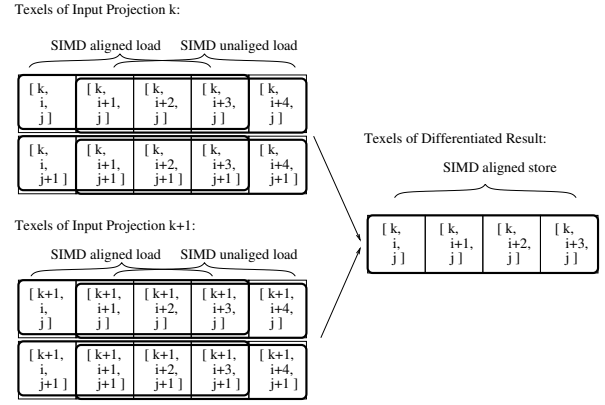 Texels of Input Projection k:
SIMD aligned load SIMD unaliged load
[ k, i, j ] [ k, i+1, j ] [ k, i+2, j ] [ k, i+3, j ] [ k, i+4, j ]
[ k, i, j+1 ] [ k, i+1, j+1 ] [ k, i+2, j+1 ] [ k, i+3, j+1 ] [ k, i+4, j+1 ]
Texels of Input Projection k+1:
SIMD aligned load SIMD unaliged load
[ k+1, i, j ] [ k+1, i+1, j ] [ k+1, i+2, j ] [ k+1, i+3, j ] [ k+1, i+4, j ]
[ k+1, i, j+1 ] [ k+1, i+1, j+1 ] [ k+1, i+2, j+1 ] [ k+1, i+3, j+1 ] [ k+1, i+4, j+1 ]
Texels of Differentiated Result:
SIMD aligned store
[ k, i, j ] [ k, i+1, j ] [ k, i+2, j ] [ k, i+3, j ]